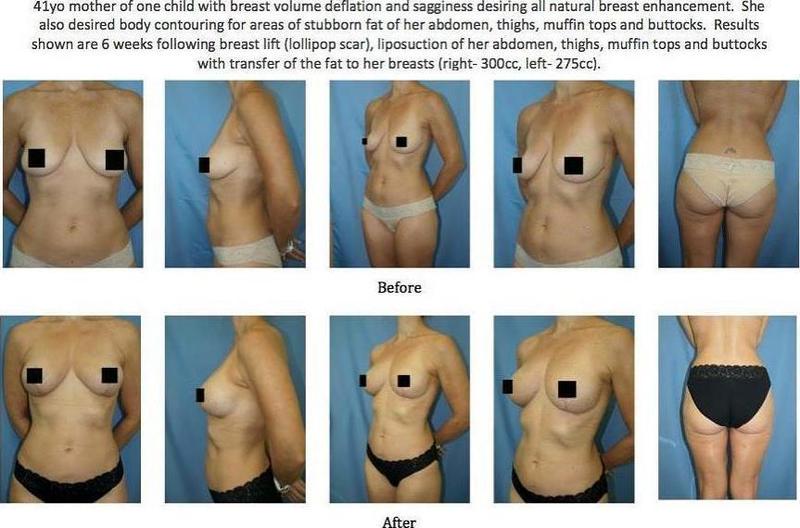 41yo mother of one child with breast volume deflation and sagginess desiring all natural breast enhancement.  She
also desired body contouring for areas of stubborn fat of her abdomen, thighs, muffin tops and buttocks.  Results
shown are 6 weeks following breast lift (lollipop scar), liposuction of her abdomen, thighs, muffin tops and buttocks
with transfer of the fat to her breasts (right- 300cc, left- 275cc).
Before
After